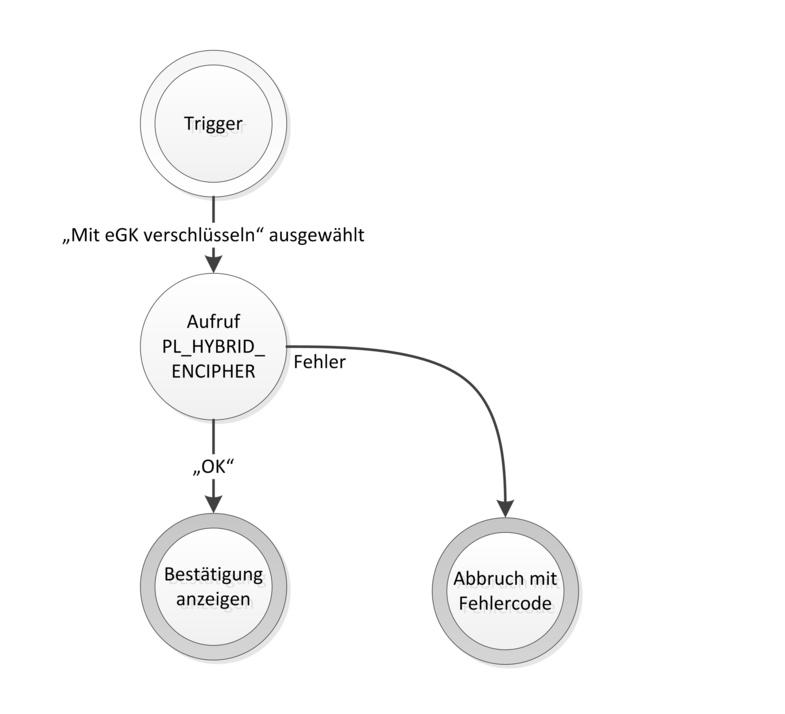 Trigger
„Mit eGK verschlüsseln“ ausgewählt
Aufruf
PL_HYBRID_
ENCIPHER
Fehler
„OK“
Bestätigung
anzeigen
Abbruch mit
Fehlercode